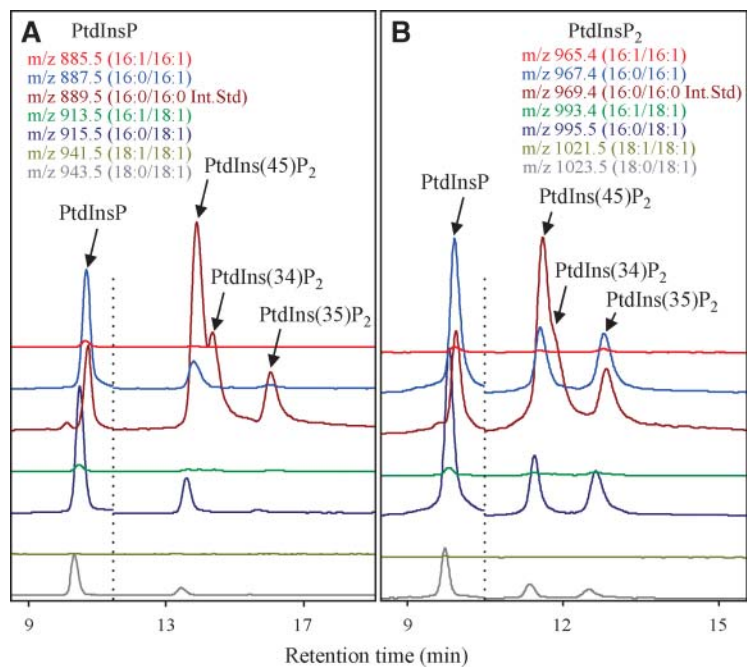 A
PtdInsP
m/z 885.5 (16:1/16:1)
m/z 887.5 (16:0/16:1)
m/z 889.5 (16:0/16:0 Int.Std)
m/z 913.5 (16:1/18:1)
m/z 915.5 (16:0/18:1)
m/z 941.5 (18:1/18:1)
m/z 943.5 (18:0/18:1)
PtdIns(45)P2
PtdInsP
PtdIns(34)P2
PtdIns(35)P2
9
13
17
B
PtdInsP2
m/z 965.4 (16:1/16:1)
m/z 967.4 (16:0/16:1)
m/z 969.4 (16:0/16:0 Int.Std)
m/z 993.4 (16:1/18:1)
m/z 995.5 (16:0/18:1)
m/z 1021.5 (18:1/18:1)
m/z 1023.5 (18:0/18:1)
PtdInsP
PtdIns(45)P2
PtdIns(34)P2
PtdIns(35)P2
9
12
15
Retention time (min)